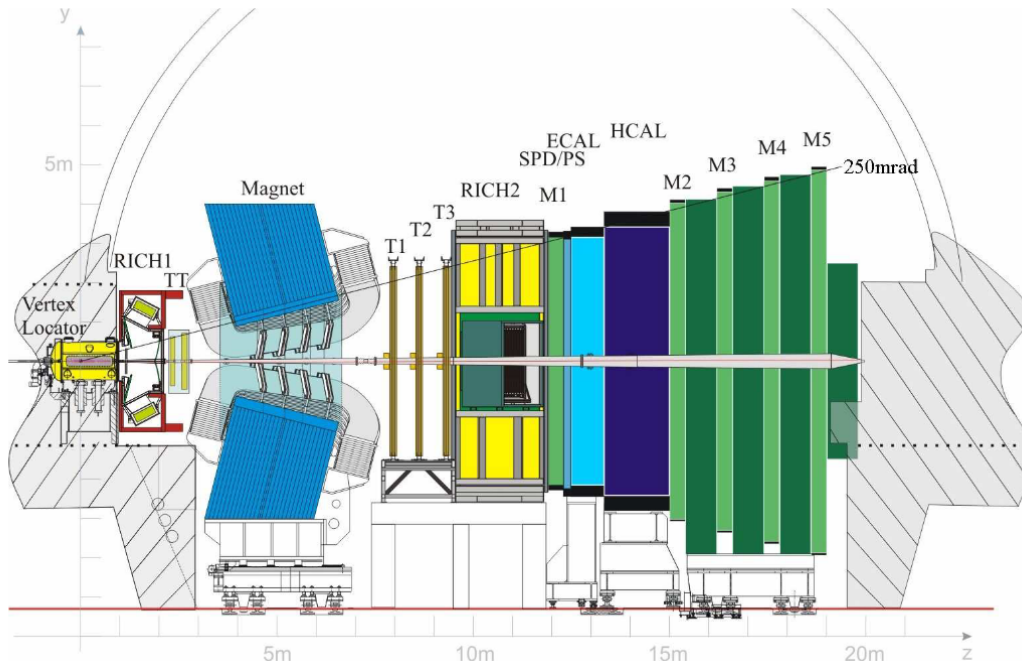 y
5m
Magnet
RICH1
TT
Vertex
Locator
T1
T2
T3
RICH2
SPD/PS
ECAL
HCAL
M1
M2
M3
M4
M5
250mrad
5m
10m
15m
20m
z